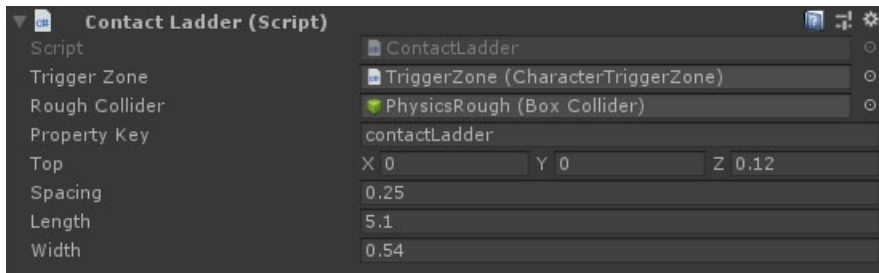 Contact Ladder (Script)
Script ContactLadder
Trigger Zone TriggerZone (CharacterTriggerZone)
Rough Collider PhysicsRough (Box Collider)
Property Key contactLadder
Top X 0 Y 0 Z 0.12
Spacing 0.25
Length 5.1
Width 0.54